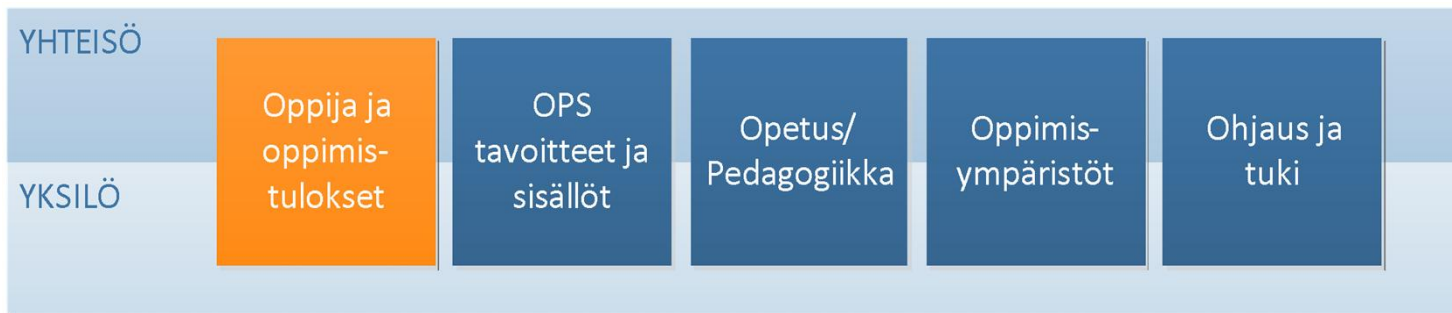 YHTEISÖ
YKSILÖ
Oppija ja
oppimis-
tulokset
OPS
tavoitteet ja
sisällöt
Opetus/
Pedagogiikka
Oppimis-
ympäristöt
Ohjaus ja
tuki